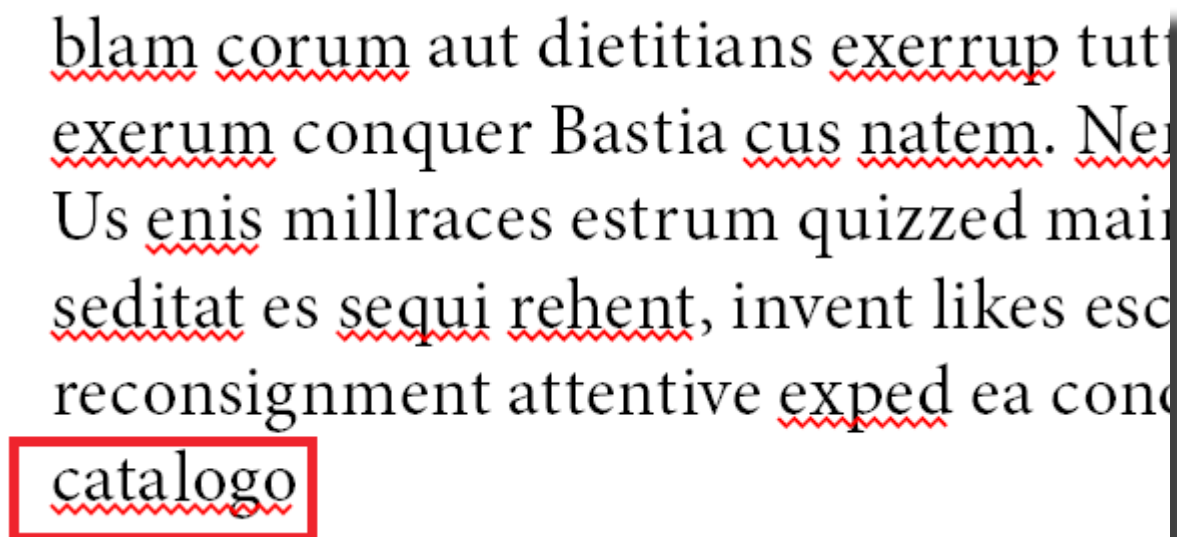 blam corum aut dietitians exerrup
exerum conquer Bastia cus natem.
Us enis millraces estrum quizzed
seditat es sequi rehent, invent likes
reconsignment attentive exped ea
catalogo